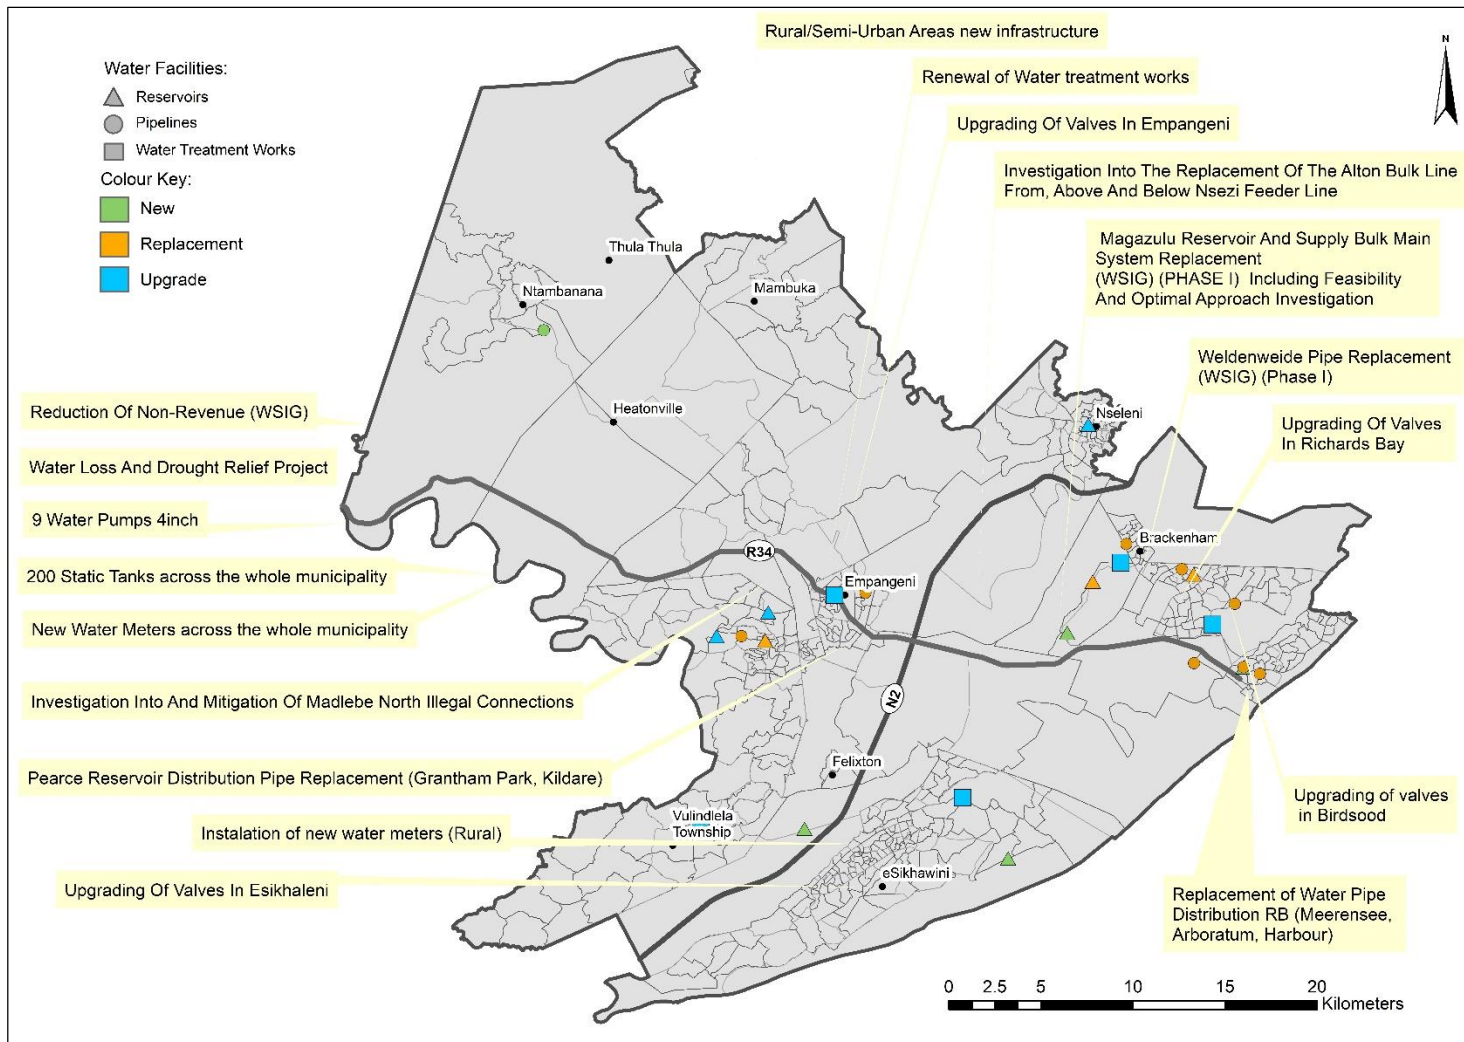 Rural/Semi-Urban Areas new infrastructure
Renewal of Water treatment works
Upgrading Of Valves In Empangeni
Investigation Into The Replacement Of The Alton Bulk Line
From, Above And Below Nsezi Feeder Line
Magazulu Reservoir And Supply Bulk Main
System Replacement
(WSIG) (PHASE I) Including Feasibility
And Optimal Approach Investigation
Weldenweide Pipe Replacement
(WSIG) (Phase I)
Upgrading Of Valves
In Richards Bay
N
Water Facilities:
Reservoirs
Pipelines
Water Treatment Works
Colour Key:
New
Replacement
Upgrade
Thula Thula
Ntambanana
Mambuka
Heatonville
Nseleni
Brackenham
R34
Empangeni
N2
Felixton
Vulindlela
Township
eSikhawini
Reduction Of Non-Revenue (WSIG)
Water Loss And Drought Relief Project
9 Water Pumps 4inch
200 Static Tanks across the whole municipality
New Water Meters across the whole municipality
Investigation Into And Mitigation Of Madlebe North Illegal Connections
Pearce Reservoir Distribution Pipe Replacement (Grantham Park, Kildare)
Instalation of new water meters (Rural)
Upgrading Of Valves In Esikhaleni
Upgrading of valves
in Birdsood
Replacement of Water Pipe
Distribution RB (Meerensee,
Arboratum, Harbour)
0 2.5 5 10 15 20
Kilometers